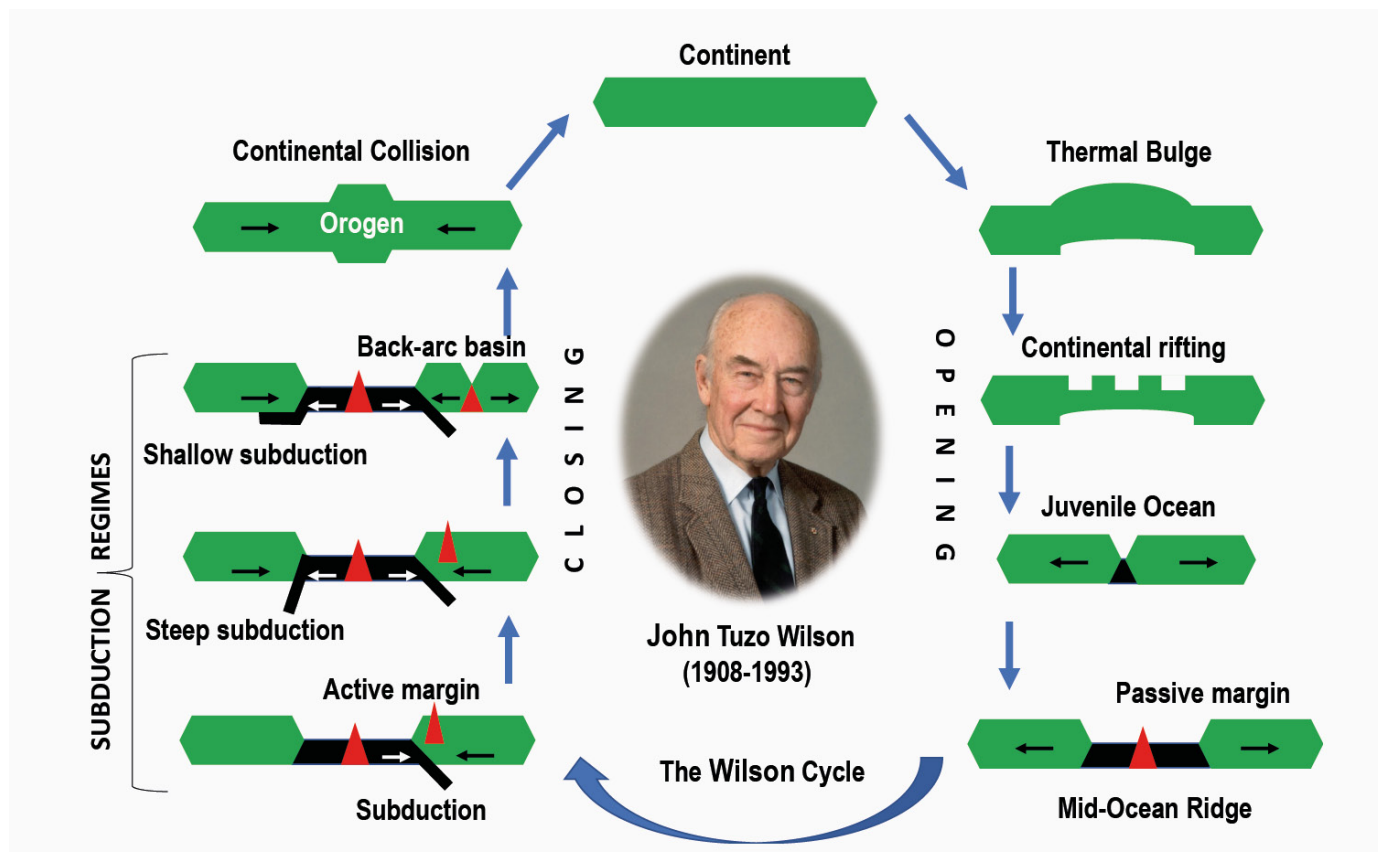 Continent
Continental Collision
Thermal Bulge
Orogen
Back-arc basin
Continental rifting
Shallow subduction
CLOSING
OPENING
SUBDUCTION REGIMES
Juvenile Ocean
Steep subduction
John Tuzo Wilson
(1908-1993)
Active margin
Passive margin
The Wilson Cycle
Subduction
Mid-Ocean Ridge